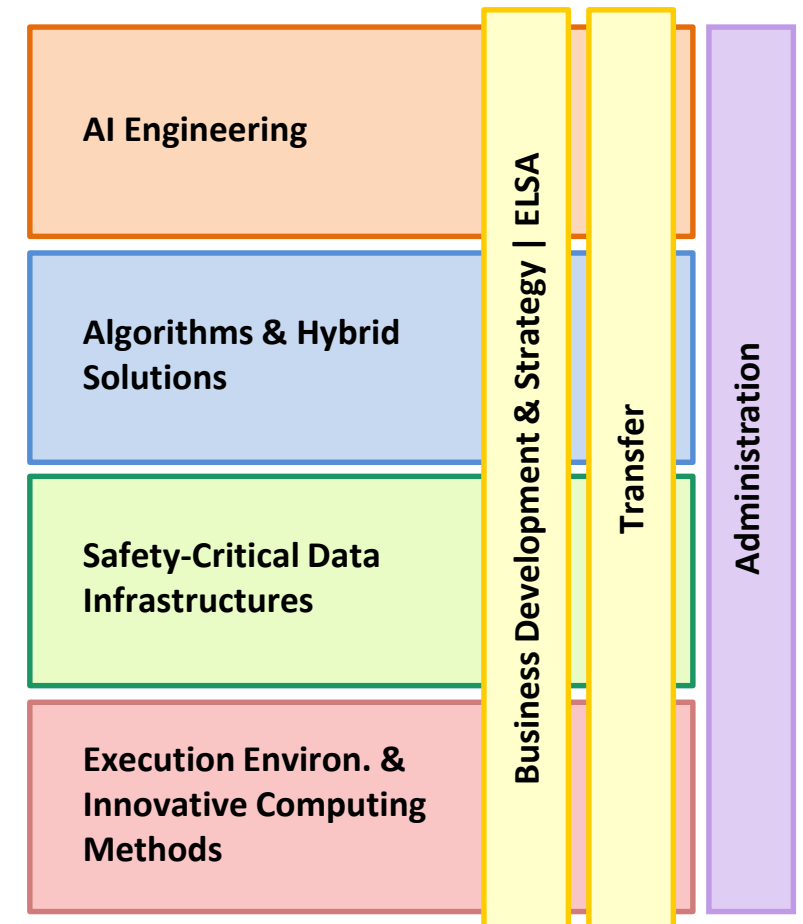 AI Engineering
Algorithms & Hybrid
Solutions
Safety-Critical Data
Infrastructures
Execution Environ. &
Innovative Computing
Methods
Business Development & Strategy | ELSA
Transfer
Administration